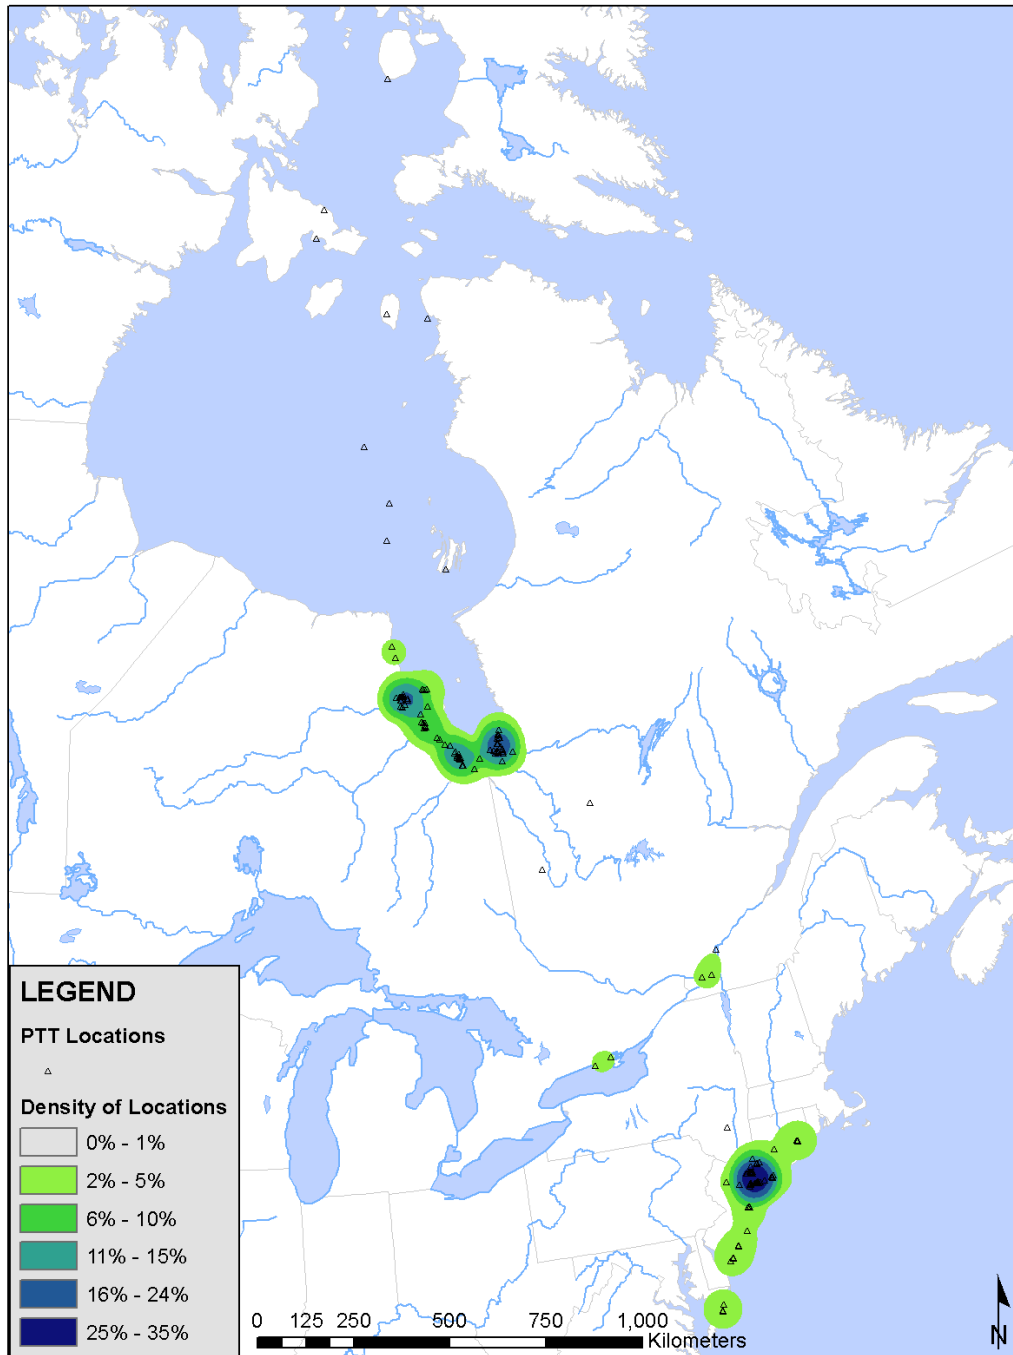 LEGEND
PTT Locations
Density of Locations
0% - 1%
2% - 5%
6% - 10%
11% - 15%
16% - 24%
25% - 35%
0 125 250 500 750 1,000
Kilometers
N